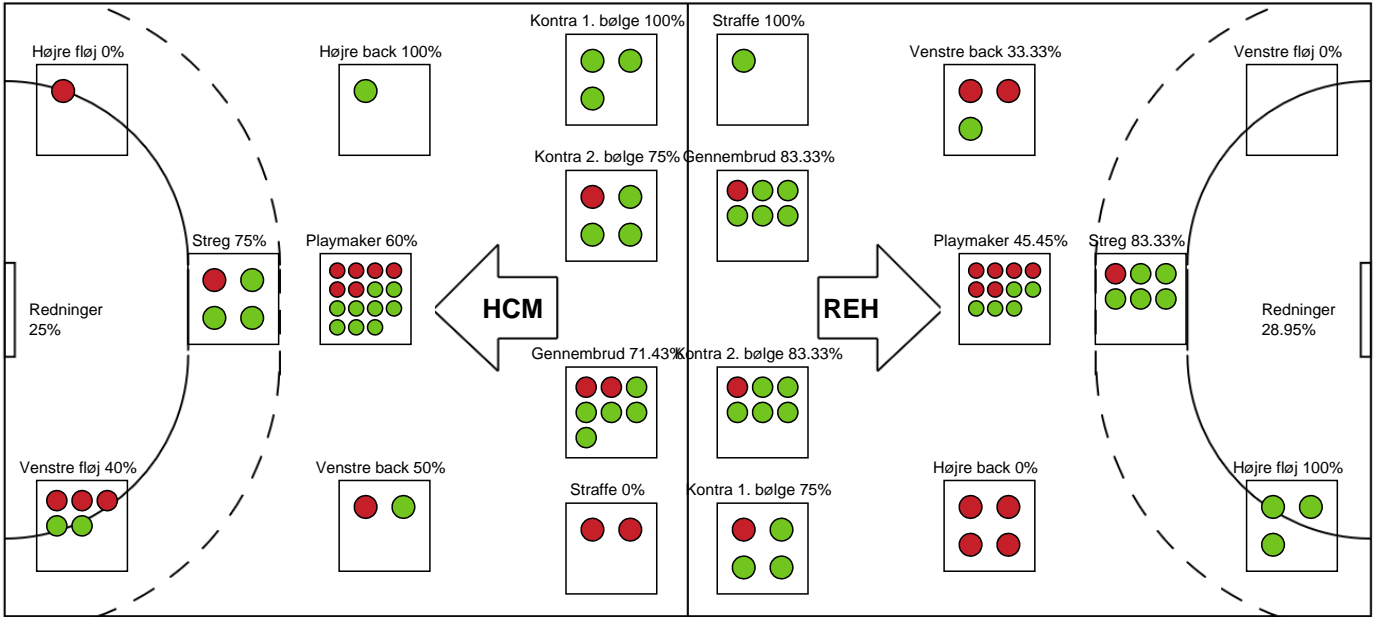 Kontra 1. bølge 100%
Straffe 100%
Højre fløj 0%
Højre back 100%
Venstre back 33.33%
Venstre fløj 0%
Kontra 2. bølge 75%
Gennembrud 83.33%
Streg 75%
Playmaker 60%
Playmaker 45.45%
Streg 83.33%
Redninger
25%
HCM
REH
Redninger
28.95%
Gennembrud 71.43%
Kontra 2. bølge 83.33%
Venstre fløj 40%
Venstre back 50%
Højre back 0%
Højre fløj 100%
Straffe 0%
Kontra 1. bølge 75%